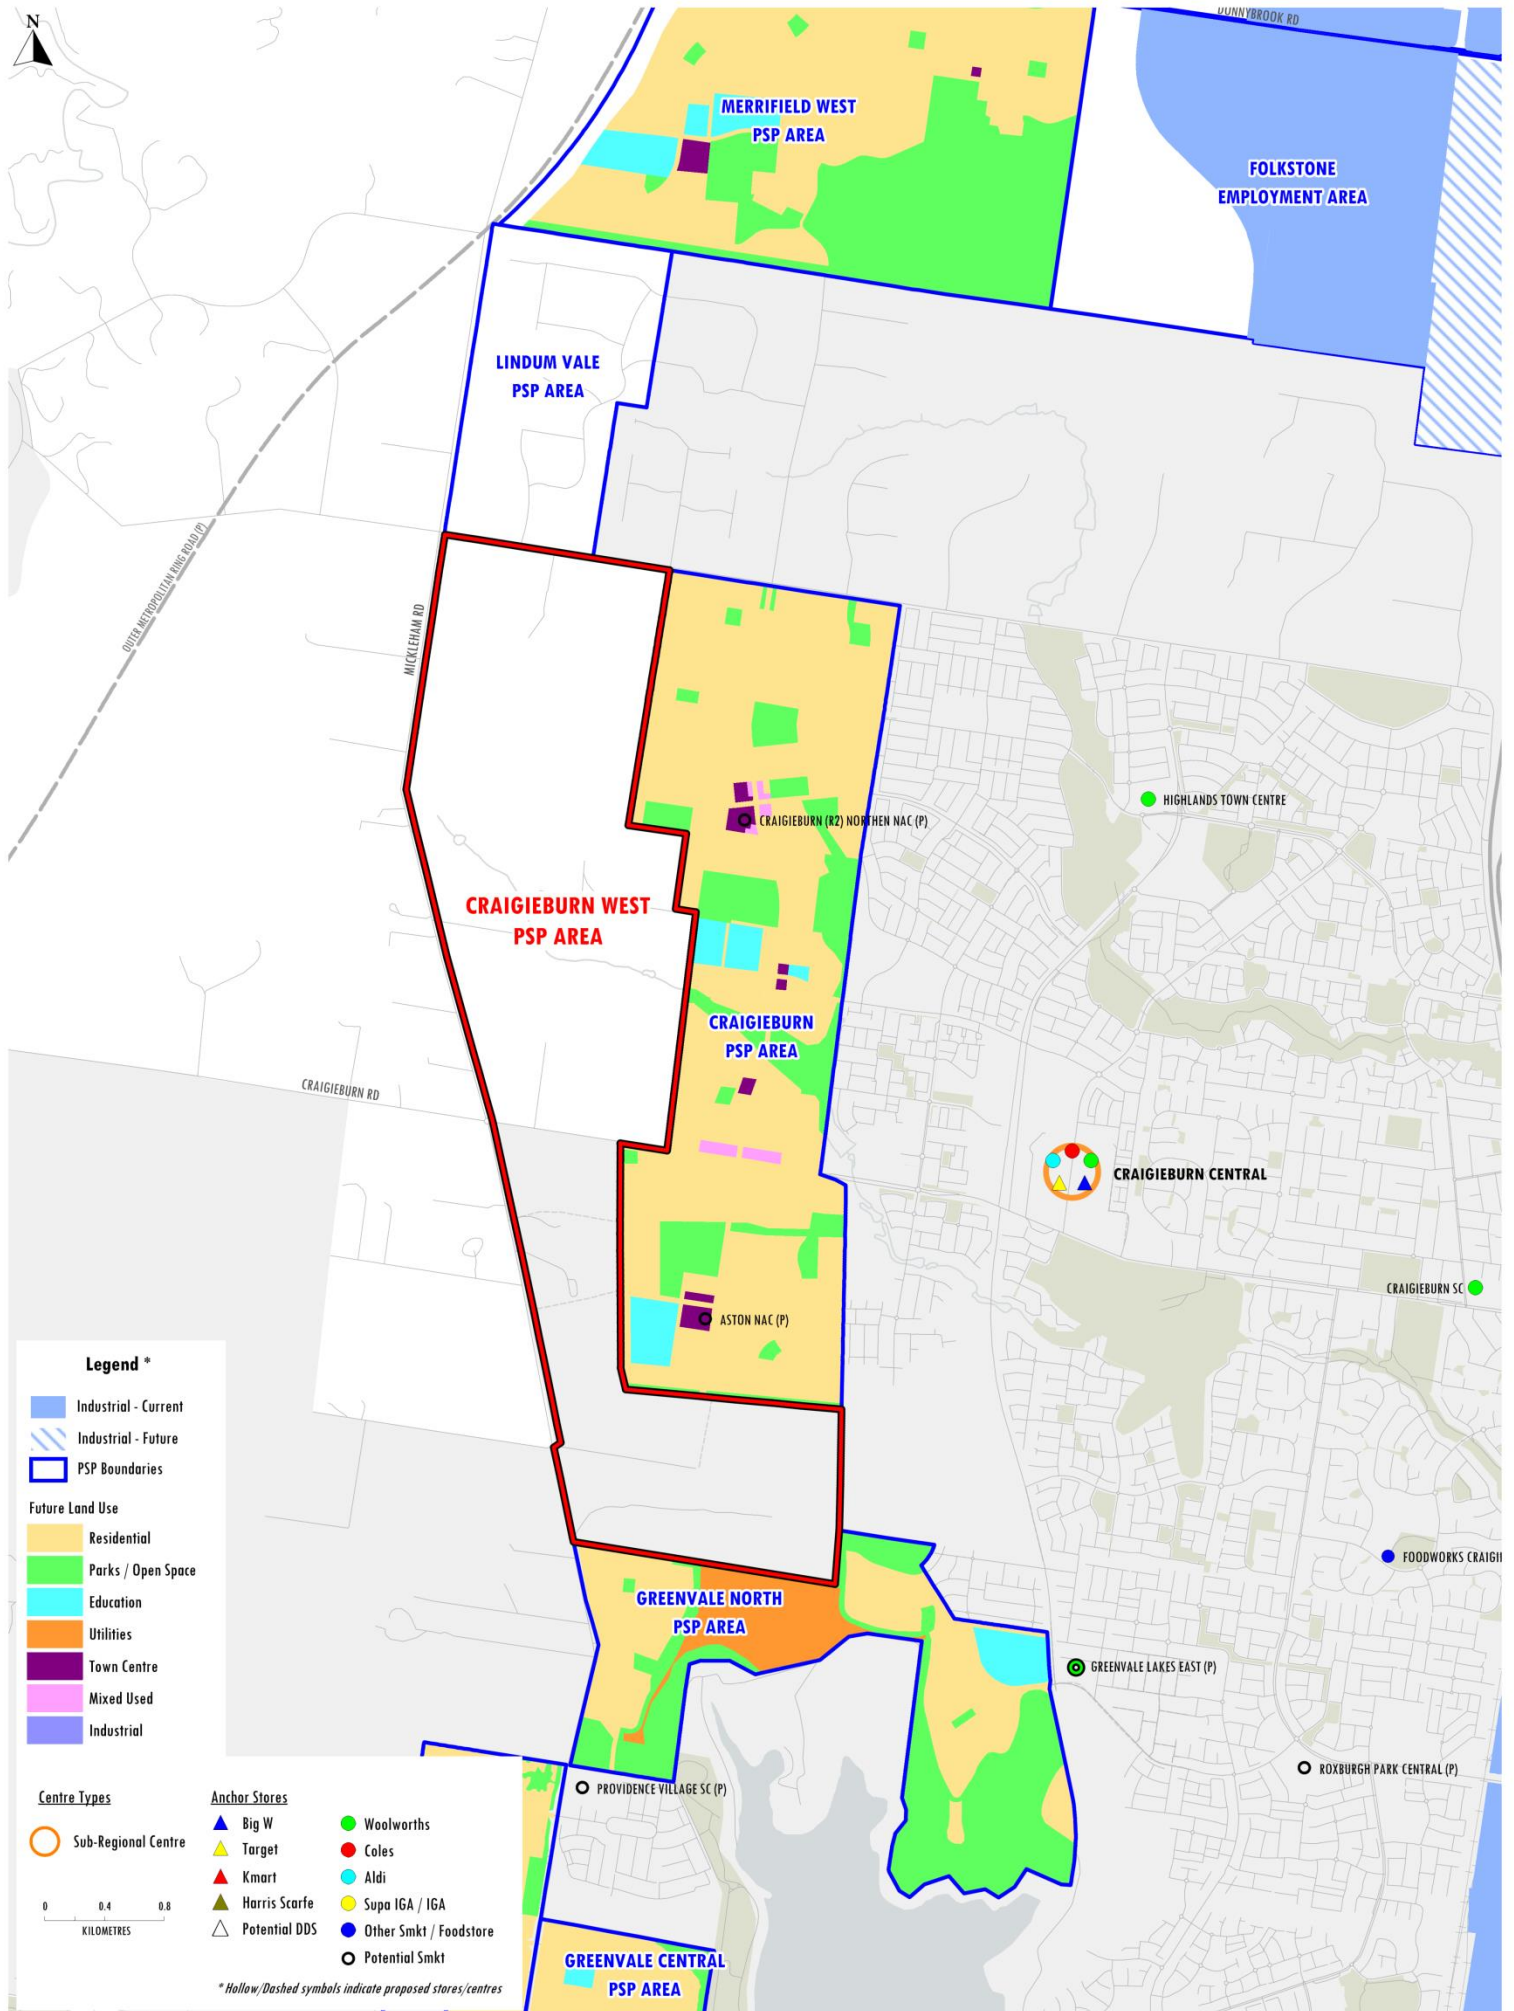 N
DONNYBROOK RD
MERRIFIELD WEST
PSP AREA
FOLKSTONE
EMPLOYMENT AREA
LINDUM VALE
PSP AREA
OUTER METROPOLITAN RING ROAD (P)
MICKLEHAM RD
HIGHLANDS TOWN CENTRE
CRAIGIEBURN (R2) NORTHEN NAC (P)
CRAIGIEBURN WEST
PSP AREA
CRAIGIEBURN
PSP AREA
CRAIGIEBURN RD
CRAIGIEBURN CENTRAL
CRAIGIEBURN SC
ASTON NAC (P)
FOODWORKS CRAIGI
GREENVALE NORTH
PSP AREA
GREENVALE LAKES EAST (P)
ROXBURGH PARK CENTRAL (P)
PROVIDENCE VILLAGE SC (P)
GREENVALE CENTRAL
PSP AREA
Legend *
Industrial - Current
Industrial - Future
PSP Boundaries
Future Land Use
Residential
Parks / Open Space
Education
Utilities
Town Centre
Mixed Used
Industrial
Centre Types
Sub-Regional Centre
Anchor Stores
Big W
Target
Kmart
Harris Scarfe
Potential DDS
Woolworths
Coles
Aldi
Supa IGA / IGA
Other Smkt / Foodstore
Potential Smkt
0 0.4 0.8
KILOMETRES
* Hollow/Dashed symbols indicate proposed stores/centres